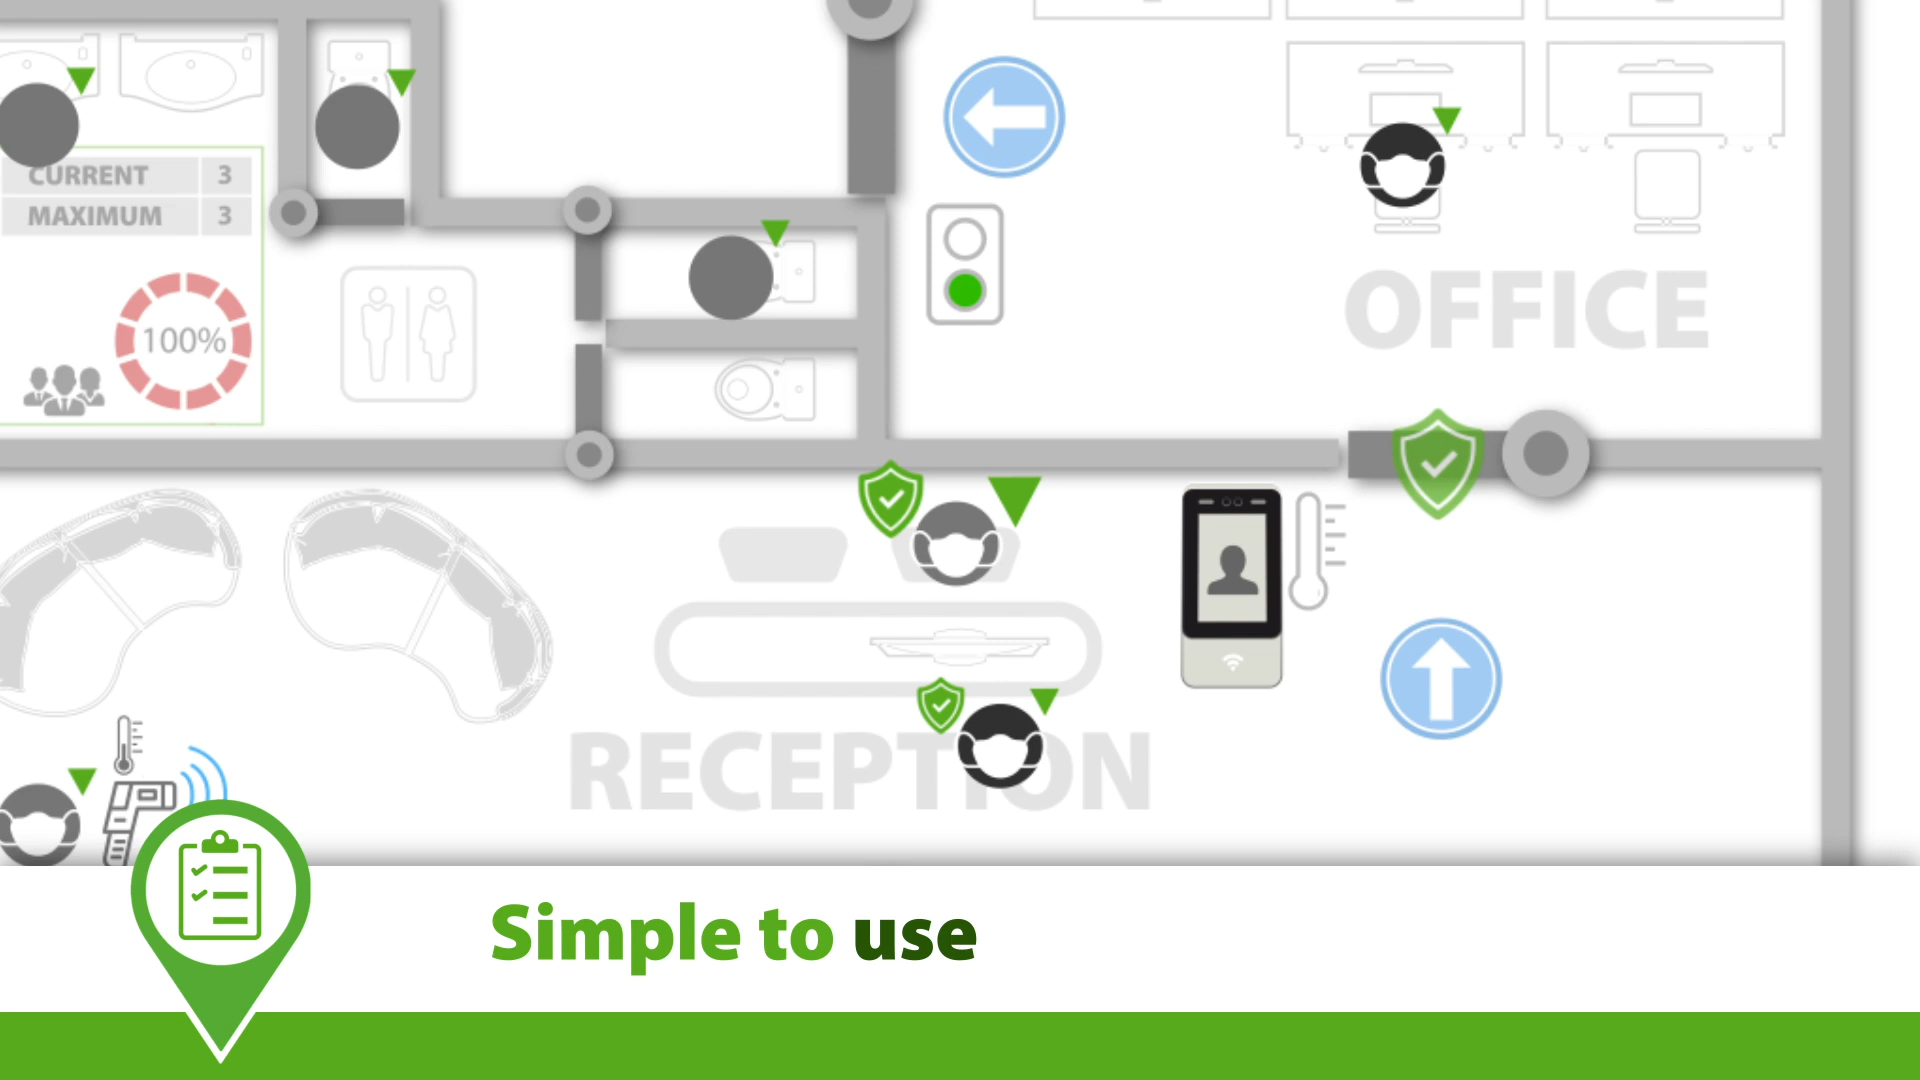 CURRENT 3
MAXIMUM 3
100%
OFFICE
RECEPTION
Simple to use